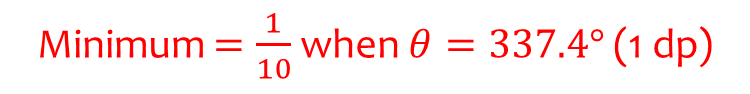 Minimum = 1/10 when θ = 337.4° (1 dp)